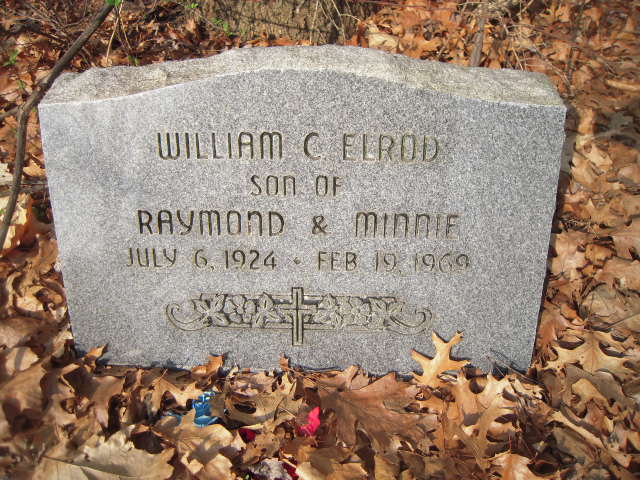 WILLIAM C. ELROD
SON OF
RAYMOND & MINNIE
JULY 6, 1924 • FEB 19, 1969